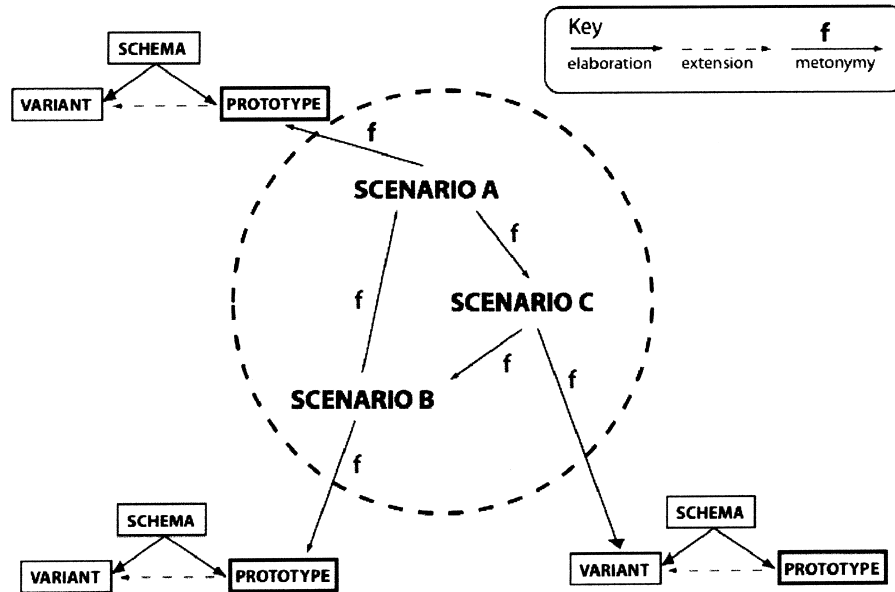 Key
f
elaboration extension metonymy
SCHEMA
VARIANT PROTOTYPE
f
SCENARIO A
f
SCENARIO C
f
f
f
SCENARIO B
f
SCHEMA
VARIANT PROTOTYPE
SCHEMA
VARIANT PROTOTYPE